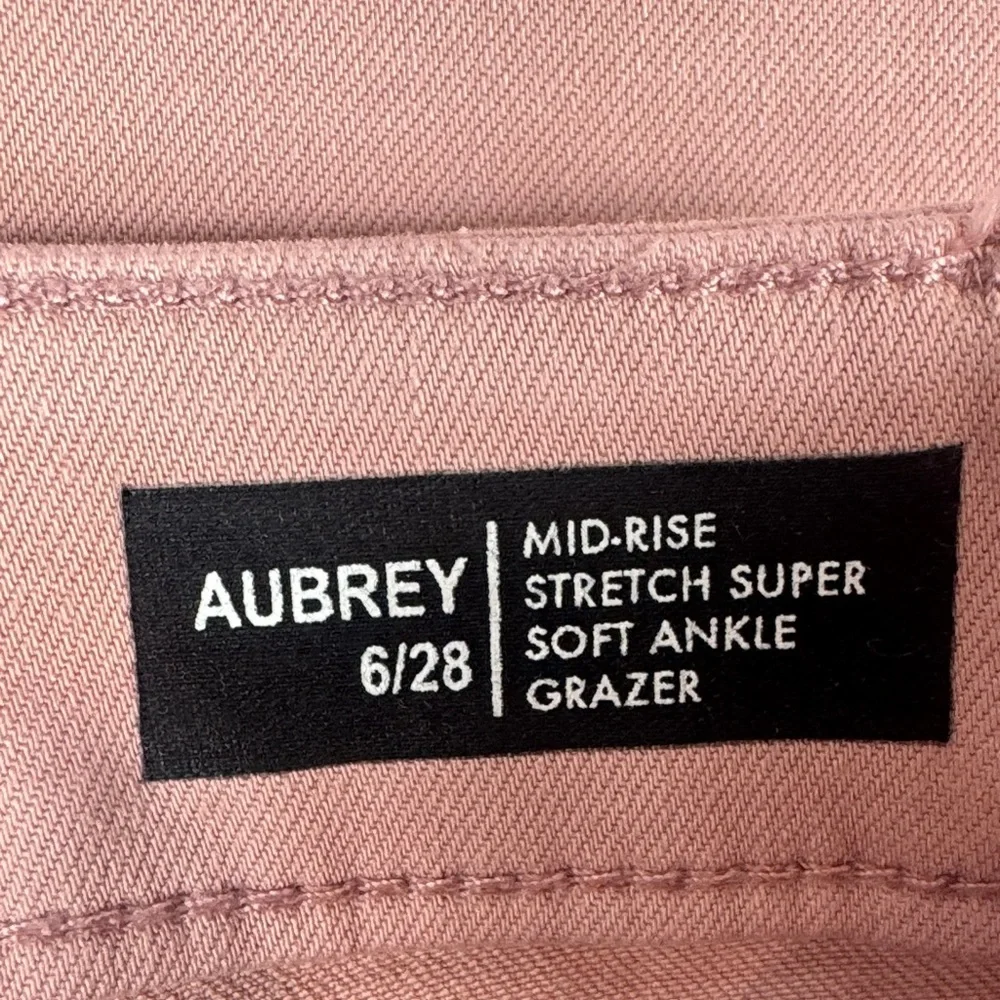 AUBREY
6/28
MID-RISE
STRETCH SUPER
SOFT ANKLE
GRAZER